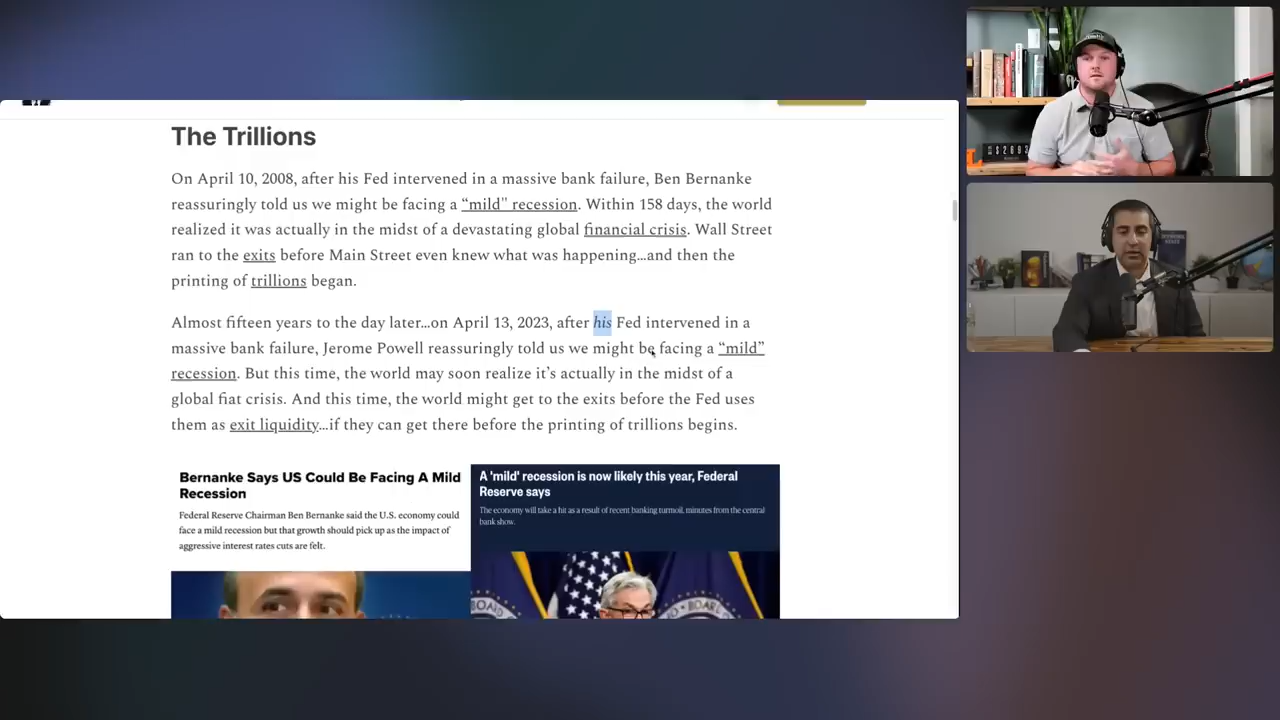 The Trillions
On April 10, 2008, after his Fed intervened in a massive bank failure, Ben Bernanke
reassuringly told us we might be facing a “mild" recession. Within 158 days, the world
realized it was actually in the midst of a devastating global financial crisis. Wall Street
ran to the exits before Main Street even knew what was happening…and then the
printing of trillions began.
Almost fifteen years to the day later…on April 13, 2023, after his Fed intervened in a
massive bank failure, Jerome Powell reassuringly told us we might be facing a “mild”
recession. But this time, the world may soon realize it’s actually in the midst of a
global fiat crisis. And this time, the world might get to the exits before the Fed uses
them as exit liquidity…if they can get there before the printing of trillions begins.
Bernanke Says US Could Be Facing A Mild
Recession
Federal Reserve Chairman Ben Bernanke said the U.S. economy could
face a mild recession but that growth should pick up as the impact of
aggressive interest rates cuts are felt.
A 'mild' recession is now likely this year, Federal
Reserve says
The economy will take a hit as a result of recent banking turmoil, minutes from the central
bank show.
BOARD
BOARD